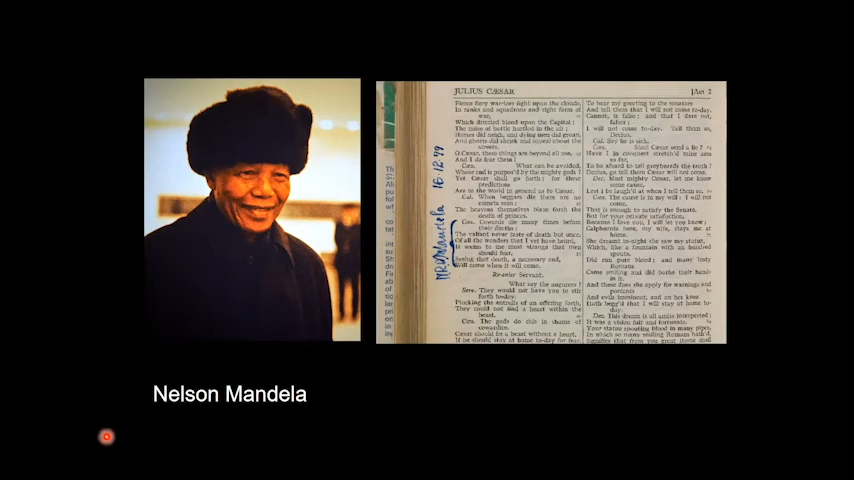 JULIUS CÆSAR
[Act 2
Fierce fiery warriors fight upon the clouds,
In ranks and squadrons and right form of
war,
Which drizzled blood upon the Capitol;
The noise of battle hurtled in the air;
Horses did neigh, and dying men did groan,
And ghosts did shriek and squeal about the
streets.
O Cæsar, these things are beyond all use,
And I do fear them!
Cæs. What can be avoided,
Whose end is purpos'd by the mighty gods?
Yet Cæsar shall go forth; for these
predictions
Are to the world in general as to Cæsar.
Cal. When beggars die there are no
comets seen;
The heavens themselves blaze forth the
death of princes.
Cæs. Cowards die many times before
their deaths:
The valiant never taste of death but once.
Of all the wonders that I yet have heard,
It seems to me most strange that men
should fear,
Seeing that death, a necessary end,
Will come when it will come.
Re-enter Servant.
What say the augurers?
Serv. They would not have you to stir
forth to-day.
Plucking the entrails of an offering forth,
They could not find a heart within the
beast.
Cæs. The gods do this in shame of
cowardice.
Cæsar should be a beast without a heart,
If he should stay at home to-day for fear.
To bear my greeting to the senators
And tell them that I will not come to-day.
Cannot, is false; and that I dare not,
falser;
I will not come to-day. Tell them so,
Decius.
Cal. Say he is sick.
Cæs. Shall Cæsar send a lie?
Have I in conquest stretch'd mine arm
so far,
To be afraid to tell greybeards the truth?
Decius, go tell them Cæsar will not come.
Dec. Most mighty Cæsar, let me know
some cause,
Lest I be laugh'd at when I tell them so.
Cæs. The cause is in my will: I will not
come.
That is enough to satisfy the Senate.
But for your private satisfaction,
Because I love you, I will let you know:
Calphurnia here, my wife, stays me at
home.
She dreamt to-night she saw my statua,
Which, like a fountain with an hundred
spouts,
Did run pure blood; and many lusty
Romans
Came smiling and did bathe their hands
in it.
And these does she apply for warnings and
portents
And evils imminent, and on her knee
Hath begg'd that I will stay at home to-
day.
Dec. This dream is all amiss interpreted;
It was a vision fair and fortunate.
Your statue spouting blood in many pipes,
In which so many smiling Romans bath'd,
Signifies that from you great Rome shall
Mandela 16·12·77
Nelson Mandela